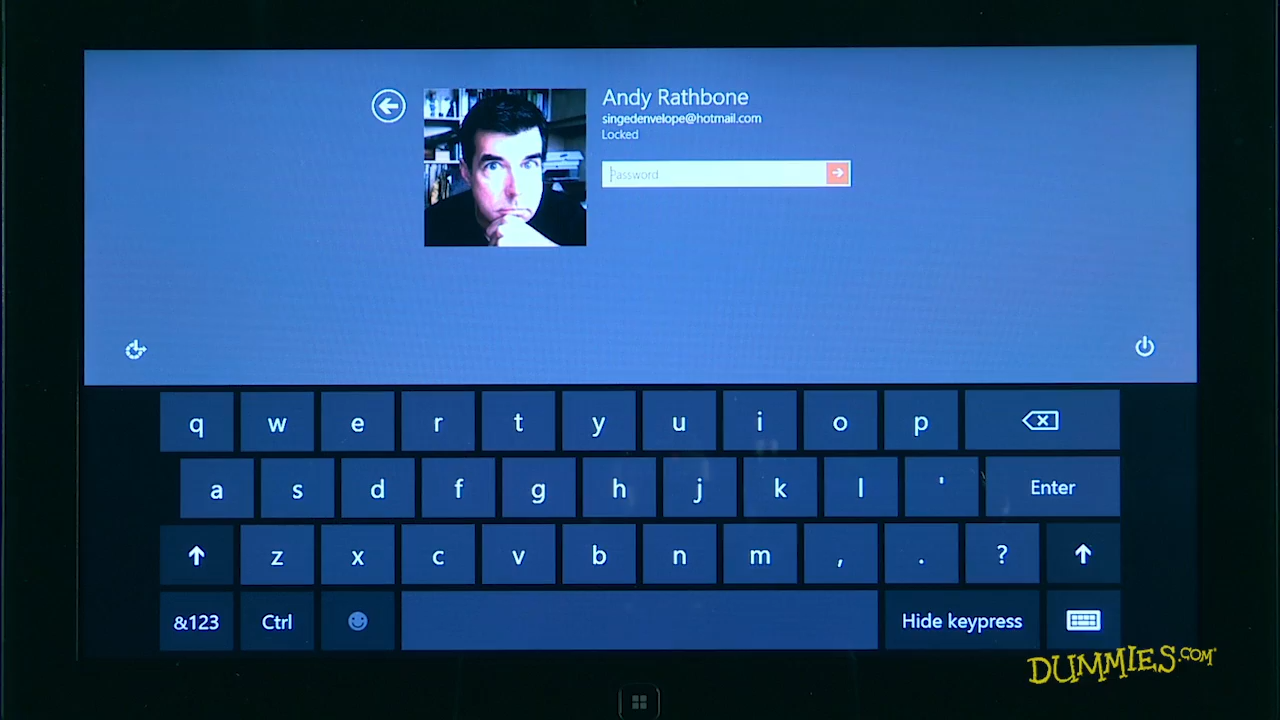 Andy Rathbone
singedenvelope@hotmail.com
Locked
Password
q w e r t y u i o p
a s d f g h j k l ' Enter
z x c v b n m , . ?
&123 Ctrl Hide keypress
DUMMIES.COM